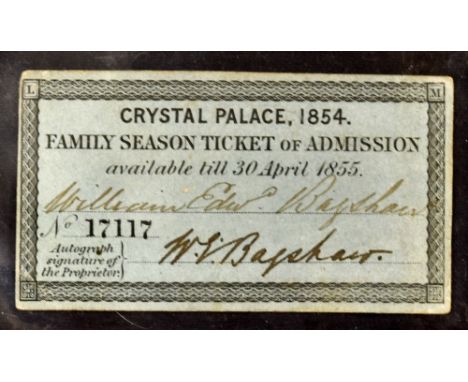 L M
CRYSTAL PALACE, 1854.
FAMILY SEASON TICKET OF ADMISSION
available till 30 April 1855.
William Edwd Bagshaw
No 17117
Autograph
signature of
the Proprietor.
W. E. Bagshaw.